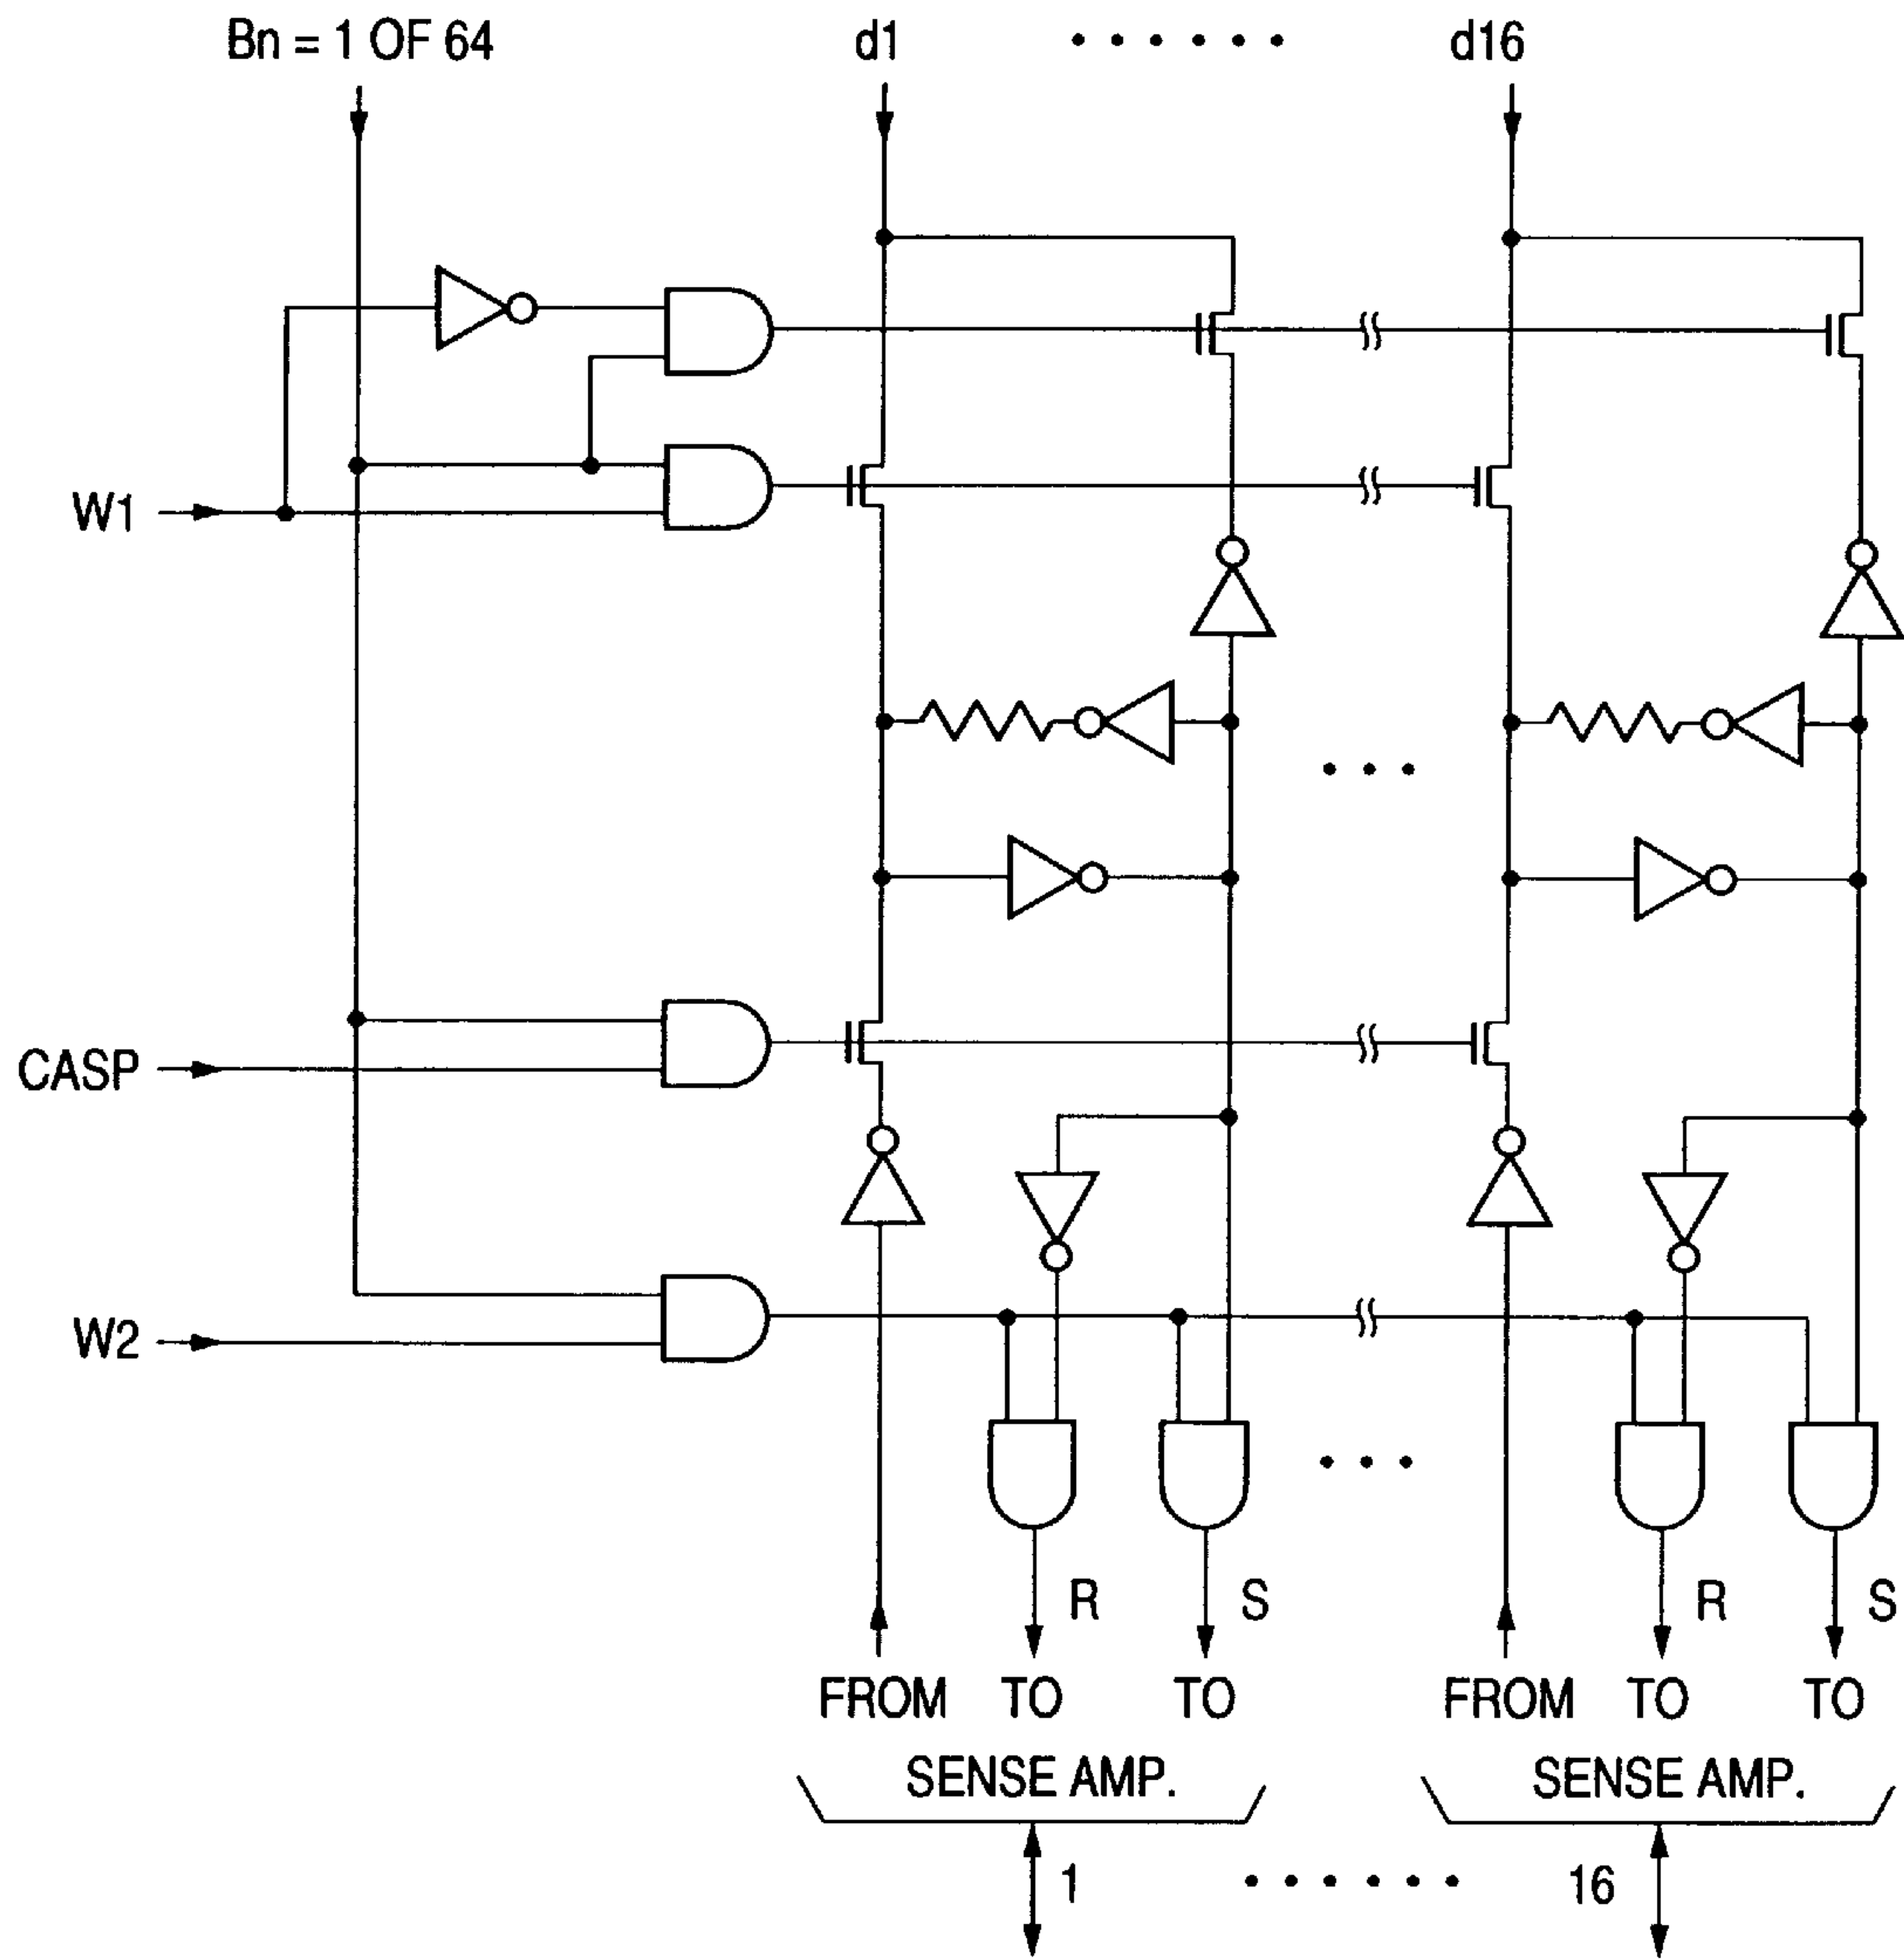 Bn = 1 OF 64
d1
d16
W1
CASP
W2
R
S
R
S
FROM
TO
TO
FROM
TO
TO
SENSE AMP.
SENSE AMP.
1
16